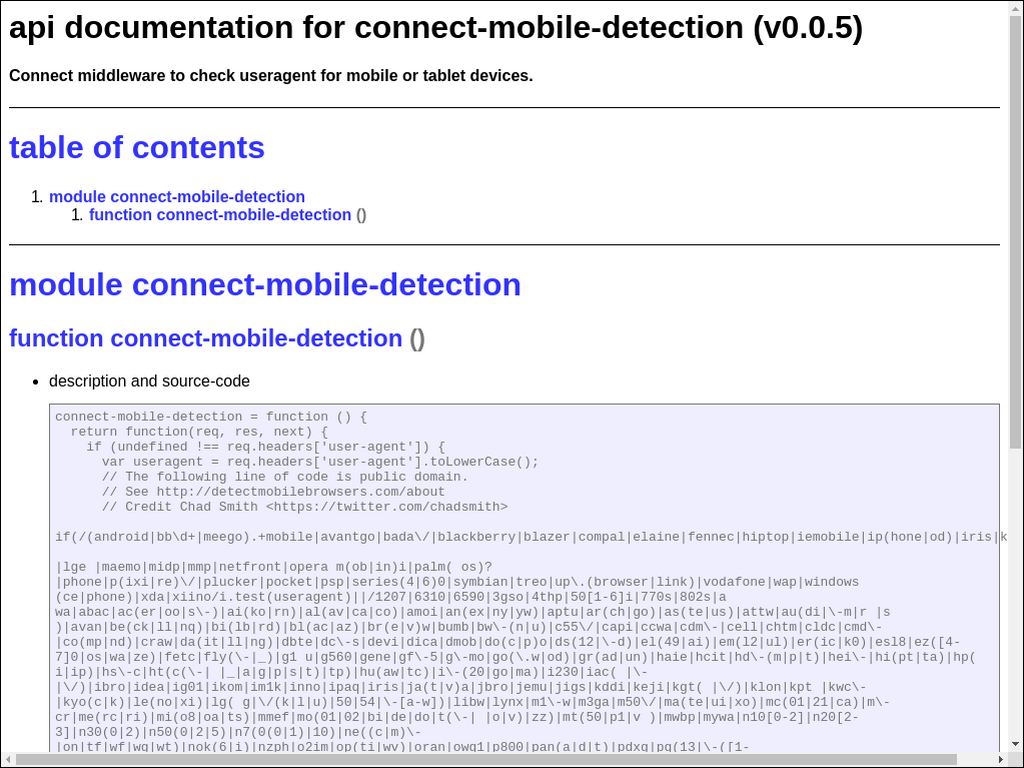 api documentation for connect-mobile-detection (v0.0.5)
Connect middleware to check useragent for mobile or tablet devices.
table of contents
1. module connect-mobile-detection
1. function connect-mobile-detection ()
module connect-mobile-detection
function connect-mobile-detection ()
• description and source-code
connect-mobile-detection = function () {
return function(req, res, next) {
if (undefined !== req.headers['user-agent']) {
var useragent = req.headers['user-agent'].toLowerCase();
// The following line of code is public domain.
// See http://detectmobilebrowsers.com/about
// Credit Chad Smith <https://twitter.com/chadsmith>
if(/(android|bb\d+|meego).+mobile|avantgo|bada\/|blackberry|blazer|compal|elaine|fennec|hiptop|iemobile|ip(hone|od)|iris|k
|lge |maemo|midp|mmp|netfront|opera m(ob|in)i|palm( os)?
|phone|p(ixi|re)\/|plucker|pocket|psp|series(4|6)0|symbian|treo|up\.(browser|link)|vodafone|wap|windows
(ce|phone)|xda|xiino/i.test(useragent)||/1207|6310|6590|3gso|4thp|50[1-6]i|770s|802s|a
wa|abac|ac(er|oo|s\-)|ai(ko|rn)|al(av|ca|co)|amoi|an(ex|ny|yw)|aptu|ar(ch|go)|as(te|us)|attw|au(di|\-m|r |s
)|avan|be(ck|ll|nq)|bi(lb|rd)|bl(ac|az)|br(e|v)w|bumb|bw\-(n|u)|c55\/|capi|ccwa|cdm\-|cell|chtm|cldc|cmd\-
|co(mp|nd)|craw|da(it|ll|ng)|dbte|dc\-s|devi|dica|dmob|do(c|p)o|ds(12|\-d)|el(49|ai)|em(l2|ul)|er(ic|k0)|esl8|ez([4-
7]0|os|wa|ze)|fetc|fly(\-|_)|g1 u|g560|gene|gf\-5|g\-mo|go(\.w|od)|gr(ad|un)|haie|hcit|hd\-(m|p|t)|hei\-|hi(pt|ta)|hp(
i|ip)|hs\-c|ht(c(\-| |_|a|g|p|s|t)|tp)|hu(aw|tc)|i\-(20|go|ma)|i230|iac( |\-
|\/)|ibro|idea|ig01|ikom|im1k|inno|ipaq|iris|ja(t|v)a|jbro|jemu|jigs|kddi|keji|kgt( |\/)|klon|kpt |kwc\-
|kyo(c|k)|le(no|xi)|lg( g|\/(k|l|u)|50|54|\-[a-w])|libw|lynx|m1\-w|m3ga|m50\/|ma(te|ui|xo)|mc(01|21|ca)|m\-
cr|me(rc|ri)|mi(o8|oa|ts)|mmef|mo(01|02|bi|de|do|t(\-| |o|v)|zz)|mt(50|p1|v )|mwbp|mywa|n10[0-2]|n20[2-
3]|n30(0|2)|n50(0|2|5)|n7(0(0|1)|10)|ne((c|m)\-
|on|tf|wf|wg|wt)|nok(6|i)|nzph|o2im|op(ti|wv)|oran|owg1|p800|pan(a|d|t)|pdxg|pg(13|\-([1-